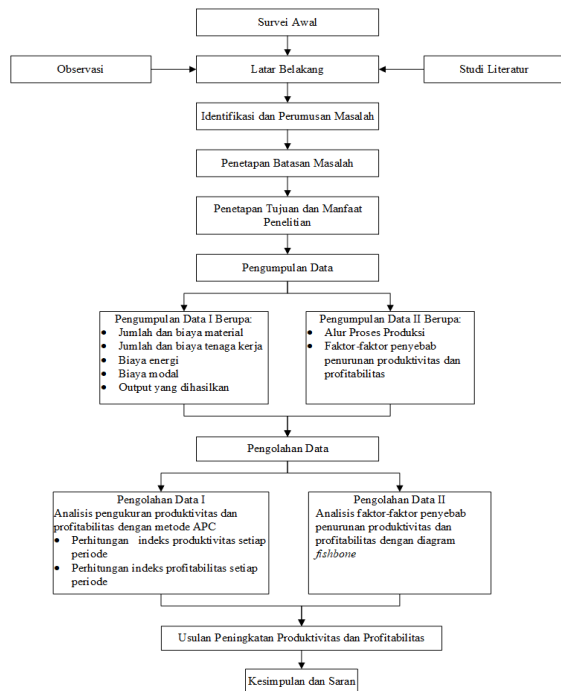 Survei Awal
Observasi
Latar Belakang
Studi Literatur
Identifikasi dan Perumusan Masalah
Penetapan Batasan Masalah
Penetapan Tujuan dan Manfaat
Penelitian
Pengumpulan Data
Pengumpulan Data I Berupa:
• Jumlah dan biaya material
• Jumlah dan biaya tenaga kerja
• Biaya energi
• Biaya modal
• Output yang dihasilkan
Pengumpulan Data II Berupa:
• Alur Proses Produksi
• Faktor-faktor penyebab
penurunan produktivitas dan
profitabilitas
Pengolahan Data
Pengolahan Data I
Analisis pengukuran produktivitas dan
profitabilitas dengan metode APC
• Perhitungan indeks produktivitas setiap
periode
• Perhitungan indeks profitabilitas setiap
periode
Pengolahan Data II
Analisis faktor-faktor penyebab
penurunan produktivitas dan
profitabilitas dengan diagram
fishbone
Usulan Peningkatan Produktivitas dan Profitabilitas
Kesimpulan dan Saran